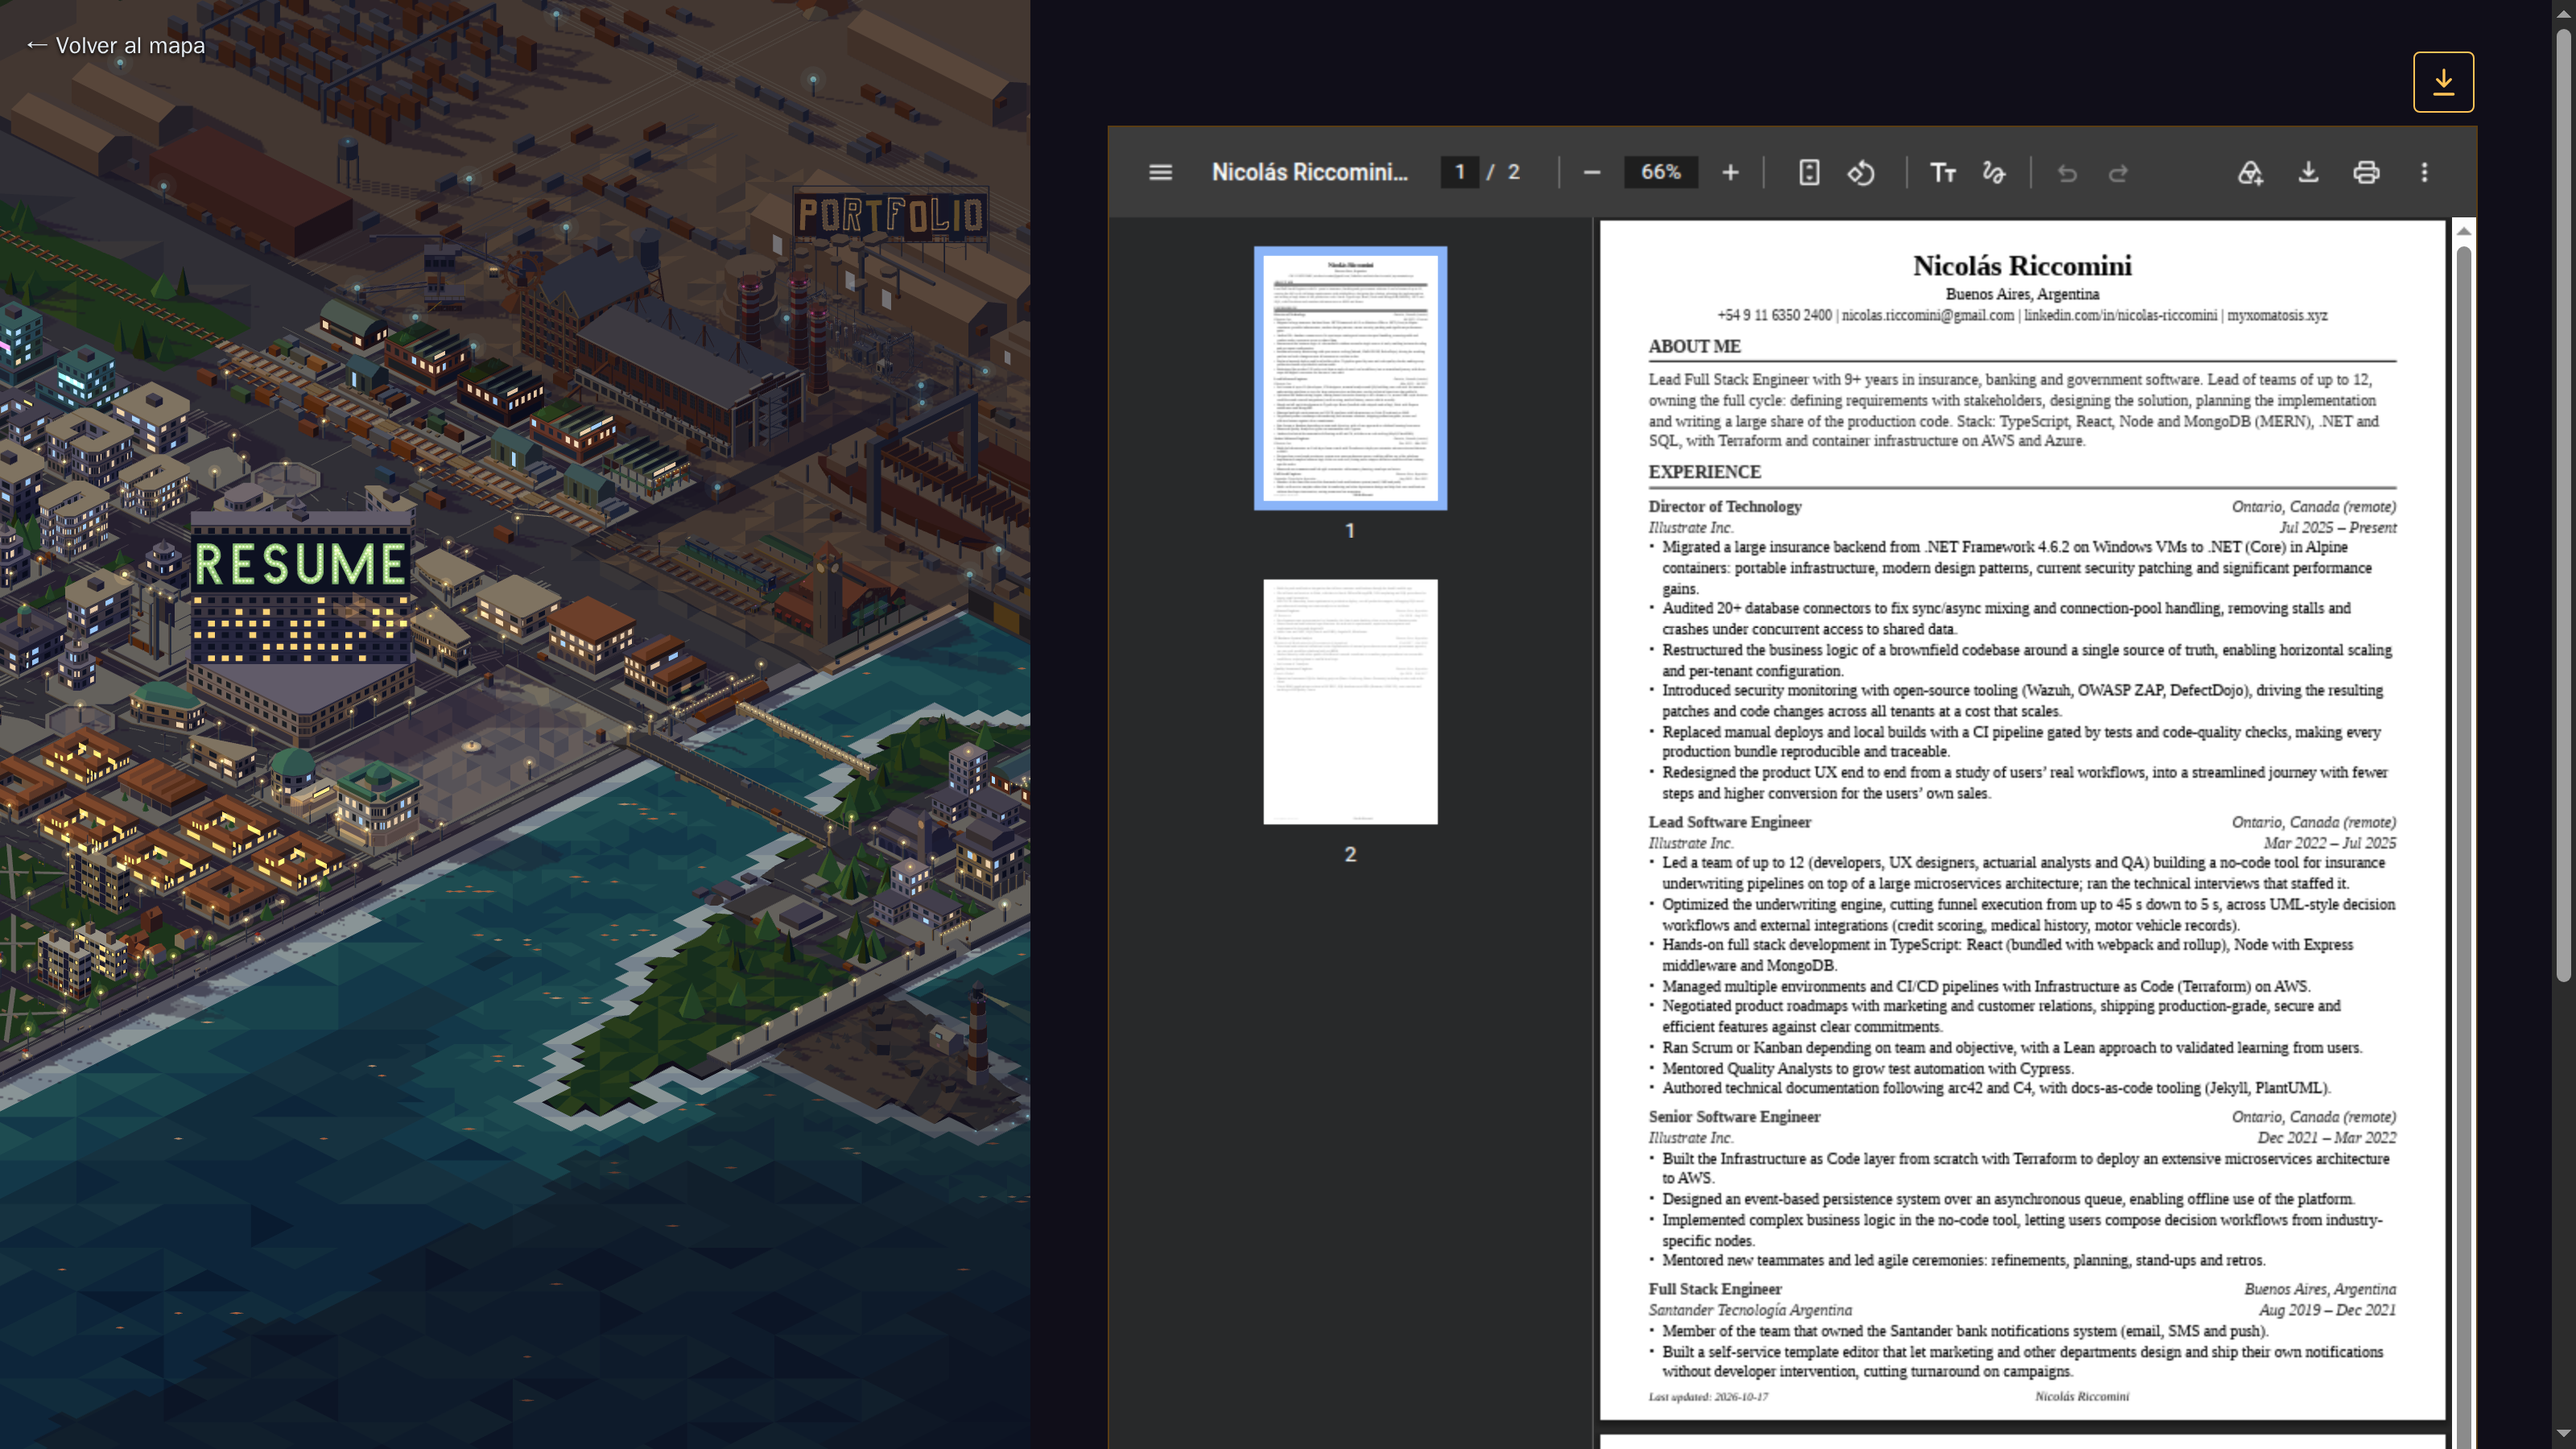 ← Volver al mapa
PORTFOLIO
RESUME
Nicolás Riccomini...
1 / 2
66%
1
2
Nicolás Riccomini
Buenos Aires, Argentina
+54 9 11 6350 2400 | nicolas.riccomini@gmail.com | linkedin.com/in/nicolas-riccomini | myxomatosis.xyz
ABOUT ME
Lead Full Stack Engineer with 9+ years in insurance, banking and government software. Lead of teams of up to 12,
owning the full cycle: defining requirements with stakeholders, designing the solution, planning the implementation
and writing a large share of the production code. Stack: TypeScript, React, Node and MongoDB (MERN), .NET and
SQL, with Terraform and container infrastructure on AWS and Azure.
EXPERIENCE
Director of Technology Ontario, Canada (remote)
Illustrate Inc. Jul 2025 – Present
• Migrated a large insurance backend from .NET Framework 4.6.2 on Windows VMs to .NET (Core) in Alpine
containers: portable infrastructure, modern design patterns, current security patching and significant performance
gains.
• Audited 20+ database connectors to fix sync/async mixing and connection-pool handling, removing stalls and
crashes under concurrent access to shared data.
• Restructured the business logic of a brownfield codebase around a single source of truth, enabling horizontal scaling
and per-tenant configuration.
• Introduced security monitoring with open-source tooling (Wazuh, OWASP ZAP, DefectDojo), driving the resulting
patches and code changes across all tenants at a cost that scales.
• Replaced manual deploys and local builds with a CI pipeline gated by tests and code-quality checks, making every
production bundle reproducible and traceable.
• Redesigned the product UX end to end from a study of users' real workflows, into a streamlined journey with fewer
steps and higher conversion for the users' own sales.
Lead Software Engineer Ontario, Canada (remote)
Illustrate Inc. Mar 2022 – Jul 2025
• Led a team of up to 12 (developers, UX designers, actuarial analysts and QA) building a no-code tool for insurance
underwriting pipelines on top of a large microservices architecture; ran the technical interviews that staffed it.
• Optimized the underwriting engine, cutting funnel execution from up to 45 s down to 5 s, across UML-style decision
workflows and external integrations (credit scoring, medical history, motor vehicle records).
• Hands-on full stack development in TypeScript: React (bundled with webpack and rollup), Node with Express
middleware and MongoDB.
• Managed multiple environments and CI/CD pipelines with Infrastructure as Code (Terraform) on AWS.
• Negotiated product roadmaps with marketing and customer relations, shipping production-grade, secure and
efficient features against clear commitments.
• Ran Scrum or Kanban depending on team and objective, with a Lean approach to validated learning from users.
• Mentored Quality Analysts to grow test automation with Cypress.
• Authored technical documentation following arc42 and C4, with docs-as-code tooling (Jekyll, PlantUML).
Senior Software Engineer Ontario, Canada (remote)
Illustrate Inc. Dec 2021 – Mar 2022
• Built the Infrastructure as Code layer from scratch with Terraform to deploy an extensive microservices architecture
to AWS.
• Designed an event-based persistence system over an asynchronous queue, enabling offline use of the platform.
• Implemented complex business logic in the no-code tool, letting users compose decision workflows from industry-
specific nodes.
• Mentored new teammates and led agile ceremonies: refinements, planning, stand-ups and retros.
Full Stack Engineer Buenos Aires, Argentina
Santander Tecnología Argentina Aug 2019 – Dec 2021
• Member of the team that owned the Santander bank notifications system (email, SMS and push).
• Built a self-service template editor that let marketing and other departments design and ship their own notifications
without developer intervention, cutting turnaround on campaigns.
Last updated: 2026-10-17 Nicolás Riccomini